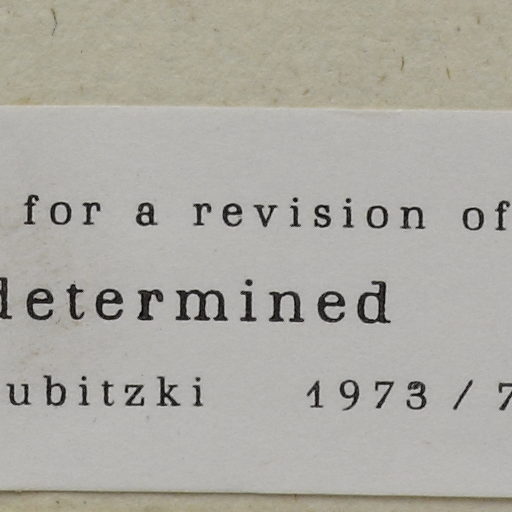 for a revision of
determined
ubitzki 1973/7